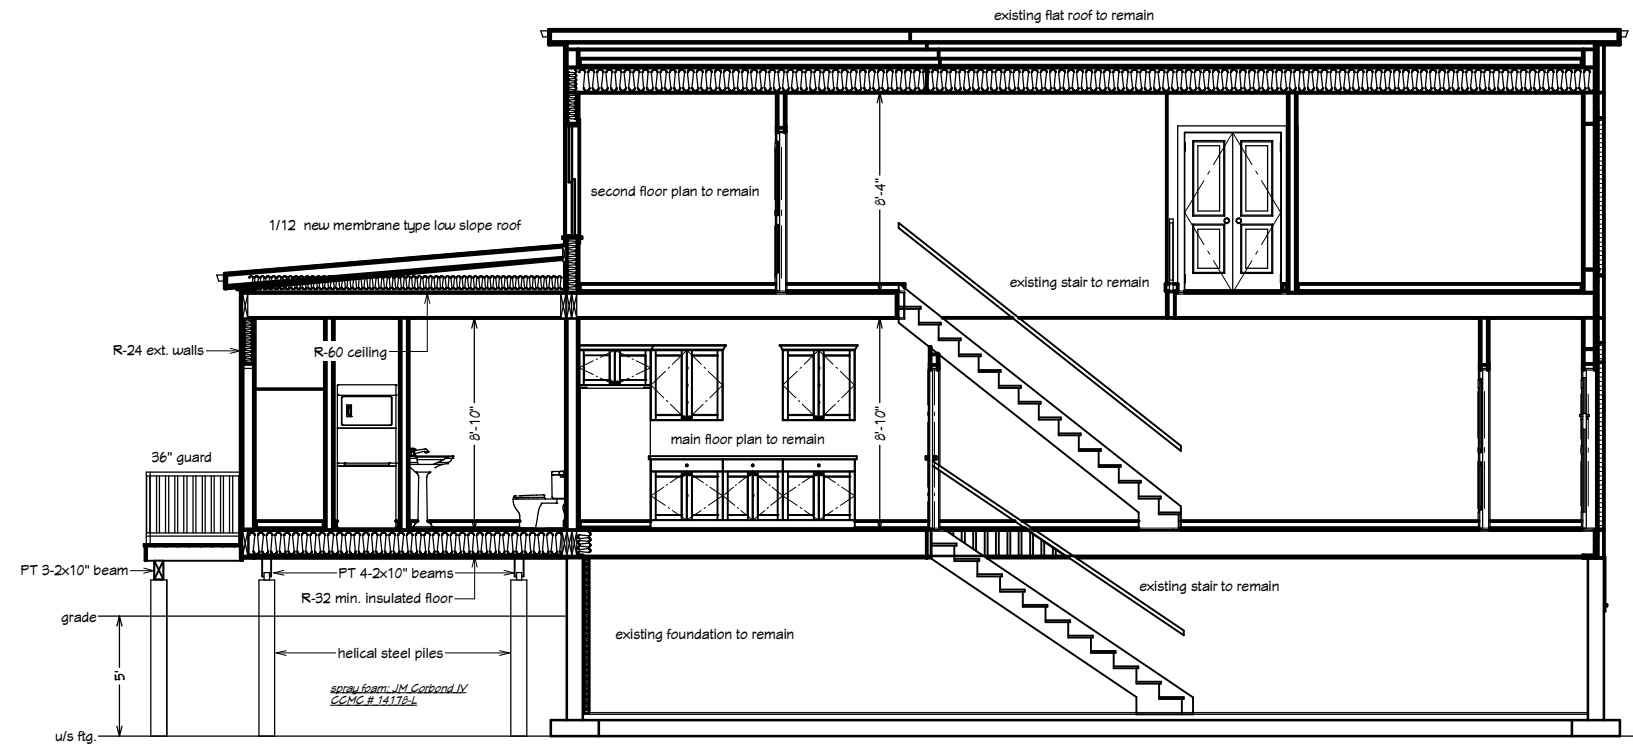 existing flat roof to remain
8'-4"
second floor plan to remain
1/12 new membrane type low slope roof
existing stair to remain
R-24 ext. walls
R-60 ceiling
8'-10"
8'-10"
main floor plan to remain
36" guard
PT 3-2x10" beam
PT 4-2x10" beams
existing stair to remain
R-32 min. insulated floor
grade
existing foundation to remain
helical steel piles
5'
spray foam: JM Corbond IV
CCMC # 14178-L
u/s ftg.